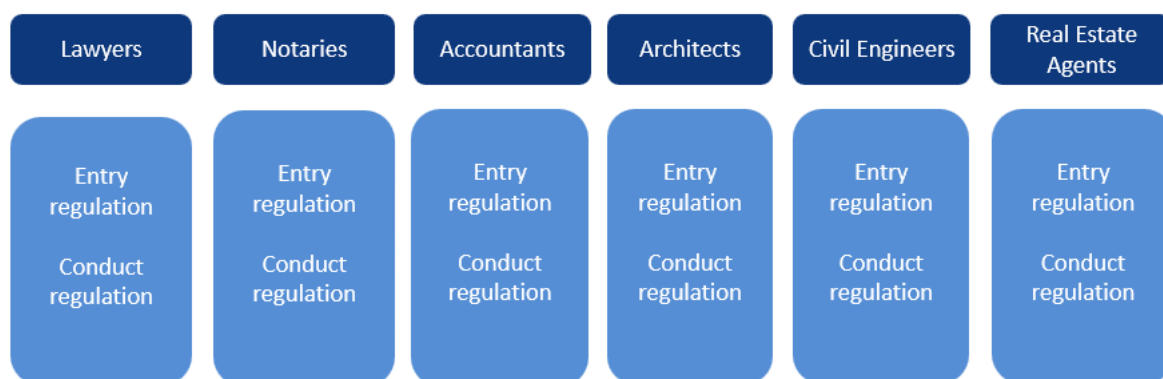 Lawyers
Notaries
Accountants
Architects
Civil Engineers
Real Estate
Agents
Entry
regulation
Conduct
regulation
Entry
regulation
Conduct
regulation
Entry
regulation
Conduct
regulation
Entry
regulation
Conduct
regulation
Entry
regulation
Conduct
regulation
Entry
regulation
Conduct
regulation